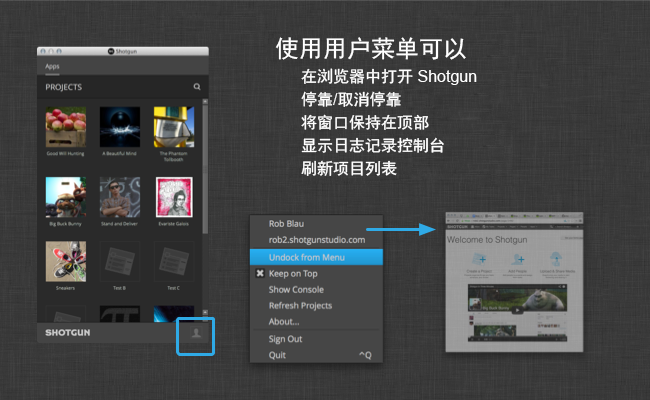 使用用户菜单可以
在浏览器中打开 Shotgun
停靠/取消停靠
将窗口保持在顶部
显示日志记录控制台
刷新项目列表
Shotgun
Apps
PROJECTS
Good Will Hunting
A Beautiful Mind
The Phantom Tollbooth
Big Buck Bunny
Stand and Deliver
Evariste Galois
Sneakers
Test B
Test C
SHOTGUN
Rob Blau
rob2.shotgunstudio.com
Undock from Menu
Keep on Top
Show Console
Refresh Projects
About...
Sign Out
Quit ^Q
SHOTGUN
Welcome to Shotgun
Big Buck Bunny